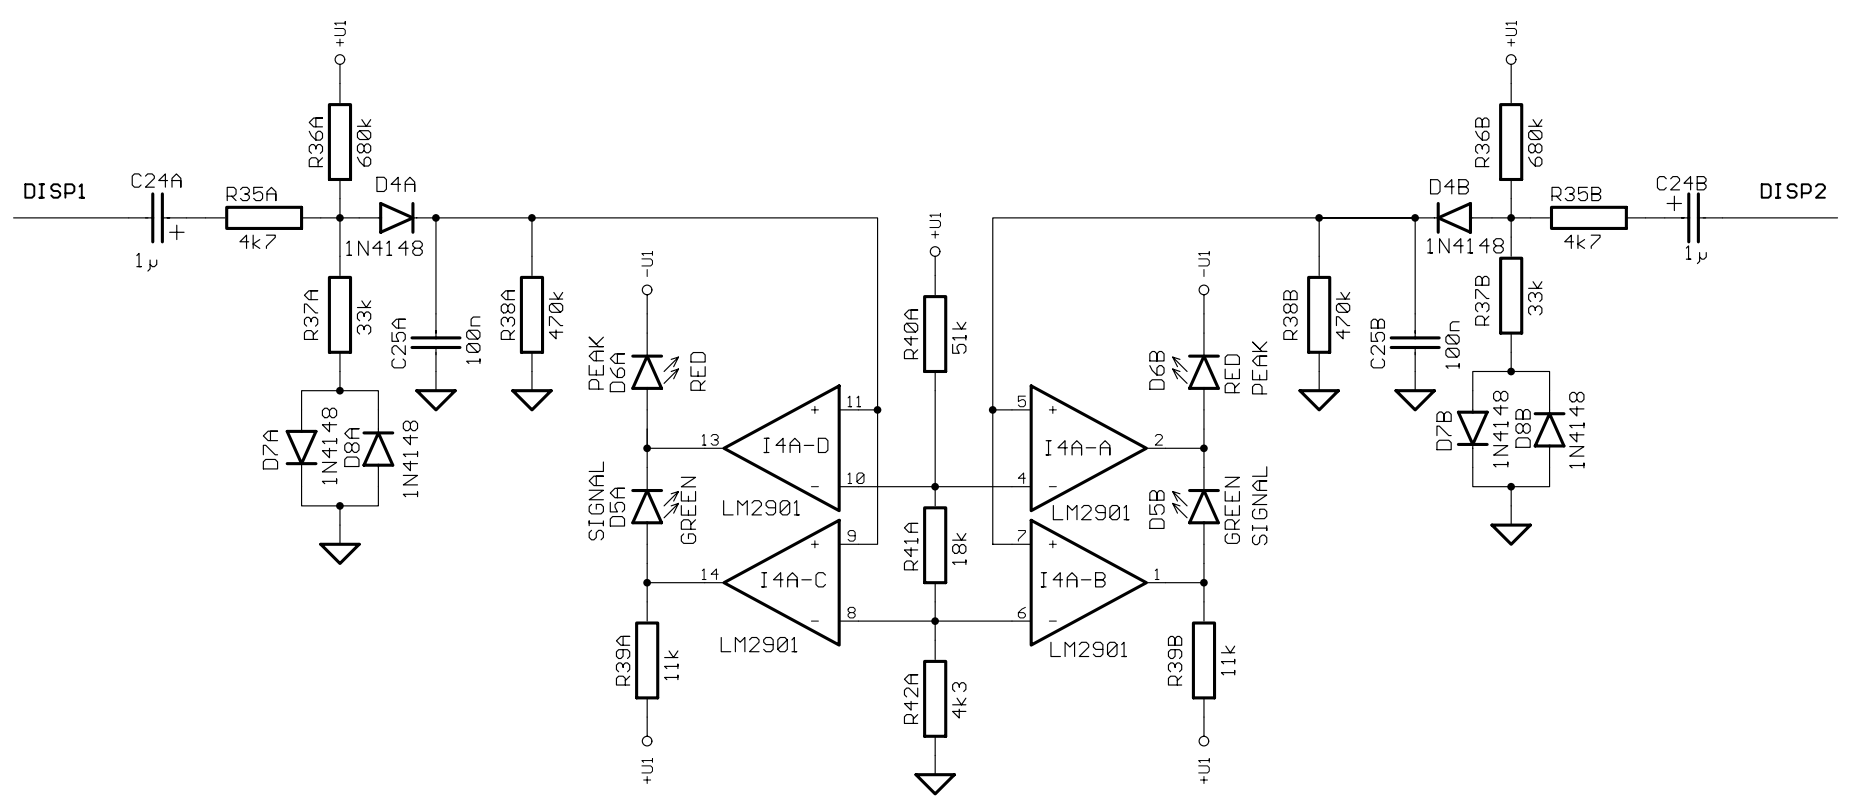 +U1
+U1
R36A
680k
R36B
680k
DISP1
C24A
+
1µ
R35A
4k7
D4A
1N4148
D4B
1N4148
R35B
4k7
C24B
+
1µ
DISP2
R37A
33k
C25A
100n
R38A
470k
-U1
+U1
-U1
R38B
470k
C25B
100n
R37B
33k
R40A
51k
PEAK
D6A
RED
D6B
RED
PEAK
D7A
1N4148
D8A
1N4148
13
+
11
I4A-D
-
10
LM2901
5
+
I4A-A
2
4
-
LM2901
D7B
1N4148
D8B
1N4148
SIGNAL
D5A
GREEN
R41A
18k
D5B
GREEN
SIGNAL
14
+
9
I4A-C
-
8
LM2901
7
+
I4A-B
1
6
-
LM2901
R39A
11k
R42A
4k3
R39B
11k
+U1
+U1